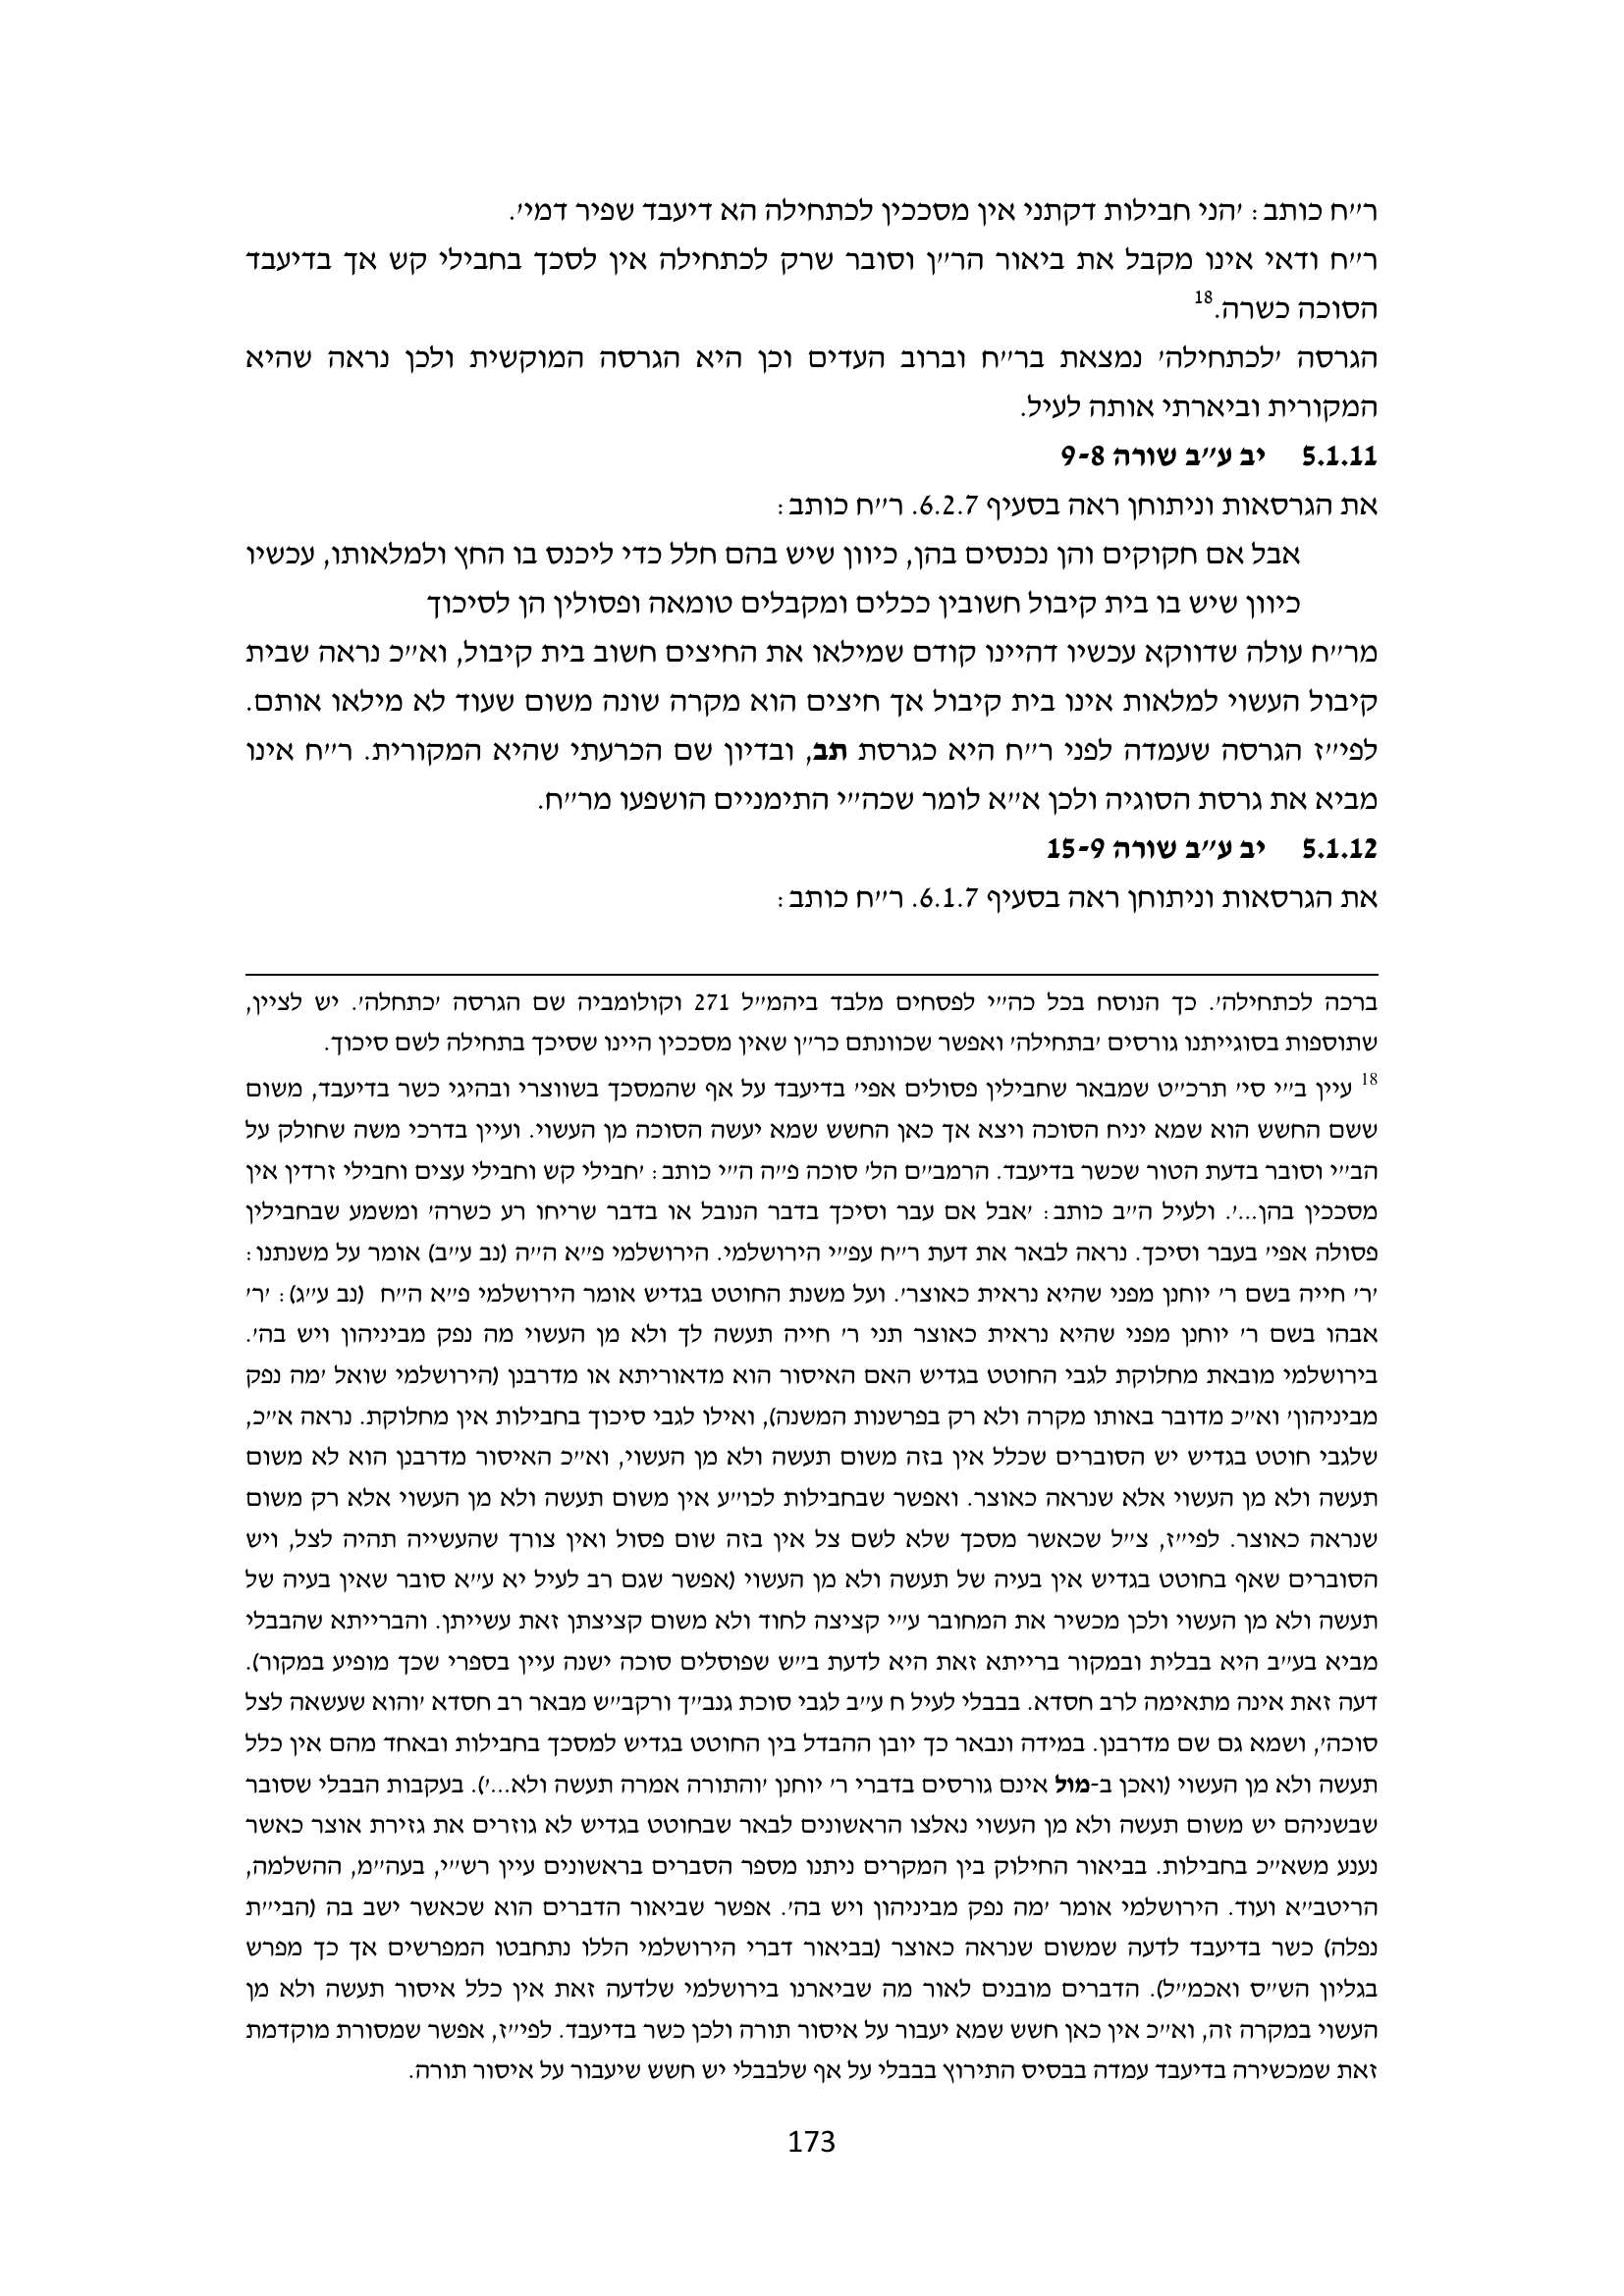 ר״ח כותב: ׳הני חבילות דקתני אין מסככין לכתחילה הא דיעבד שפיר דמי׳.
ר״ח ודאי אינו מקבל את ביאור הר״ן וסובר שרק לכתחילה אין לסכך בחבילי קש אך בדיעבד
הסוכה כשרה.18
הגרסה ׳לכתחילה׳ נמצאת בר״ח וברוב העדים וכן היא הגרסה המוקשית ולכן נראה שהיא
המקורית וביארתי אותה לעיל.
5.1.11 יב ע״ב שורה 9-8
את הגרסאות וניתוחן ראה בסעיף 6.2.7. ר״ח כותב:
אבל אם חקוקים והן נכנסים בהן, כיוון שיש בהם חלל כדי ליכנס בו החץ ולמלאותו, עכשיו
כיוון שיש בו בית קיבול חשובין ככלים ומקבלים טומאה ופסולין הן לסיכוך
מר״ח עולה שדווקא עכשיו דהיינו קודם שמילאו את החיצים חשוב בית קיבול, וא״כ נראה שבית
קיבול העשוי למלאות אינו בית קיבול אך חיצים הוא מקרה שונה משום שעוד לא מילאו אותם.
לפי״ז הגרסה שעמדה לפני ר״ח היא כגרסת תב, ובדיון שם הכרעתי שהיא המקורית. ר״ח אינו
מביא את גרסת הסוגיה ולכן א״א לומר שכה״י התימניים הושפעו מר״ח.
5.1.12 יב ע״ב שורה 15-9
את הגרסאות וניתוחן ראה בסעיף 6.1.7. ר״ח כותב:
ברכה לכתחילה׳. כך הנוסח בכל כה״י לפסחים מלבד ביהמ״ל 271 וקולומביה שם הגרסה ׳כתחלה׳. יש לציין,
שתוספות בסוגייתנו גורסים ׳בתחילה׳ ואפשר שכוונתם כר״ן שאין מסככין היינו שסיכך בתחילה לשם סיכוך.
18 עיין ב״י סי׳ תרכ״ט שמבאר שחבילין פסולים אפי׳ בדיעבד על אף שהמסכך בשווצרי ובהיגי כשר בדיעבד, משום
ששם החשש הוא שמא יניח הסוכה ויצא אך כאן החשש שמא יעשה הסוכה מן העשוי. ועיין בדרכי משה שחולק על
הב״י וסובר בדעת הטור שכשר בדיעבד. הרמב״ם הל׳ סוכה פ״ה ה״י כותב: ׳חבילי קש וחבילי עצים וחבילי זרדין אין
מסככין בהן...׳. ולעיל ה״ב כותב: ׳אבל אם עבר וסיכך בדבר הנובל או בדבר שריחו רע כשרה׳ ומשמע שבחבילין
פסולה אפי׳ בעבר וסיכך. נראה לבאר את דעת ר״ח עפ״י הירושלמי. הירושלמי פ״א ה״ה (נב ע״ב) אומר על משנתנו:
׳ר׳ חייה בשם ר׳ יוחנן מפני שהיא נראית כאוצר׳. ועל משנת החוטט בגדיש אומר הירושלמי פ״א ה״ח (נב ע״ג): ׳ר׳
אבהו בשם ר׳ יוחנן מפני שהיא נראית כאוצר תני ר׳ חייה תעשה לך ולא מן העשוי מה נפק מביניהון ויש בה׳.
בירושלמי מובאת מחלוקת לגבי החוטט בגדיש האם האיסור הוא מדאוריתא או מדרבנן (הירושלמי שואל ׳מה נפק
מביניהון׳ וא״כ מדובר באותו מקרה ולא רק בפרשנות המשנה), ואילו לגבי סיכוך בחבילות אין מחלוקת. נראה א״כ,
שלגבי חוטט בגדיש יש הסוברים שכלל אין בזה משום תעשה ולא מן העשוי, וא״כ האיסור מדרבנן הוא לא משום
תעשה ולא מן העשוי אלא שנראה כאוצר. ואפשר שבחבילות לכו״ע אין משום תעשה ולא מן העשוי אלא רק משום
שנראה כאוצר. לפי״ז, צ״ל שכאשר מסכך שלא לשם צל אין בזה שום פסול ואין צורך שהעשייה תהיה לצל, ויש
הסוברים שאף בחוטט בגדיש אין בעיה של תעשה ולא מן העשוי (אפשר שגם רב לעיל יא ע״א סובר שאין בעיה של
תעשה ולא מן העשוי ולכן מכשיר את המחובר ע״י קציצה לחוד ולא משום קציצתן זאת עשייתן. והברייתא שהבבלי
מביא בע״ב היא בבלית ובמקור ברייתא זאת היא לדעת ב״ש שפוסלים סוכה ישנה עיין בספרי שכך מופיע במקור).
דעה זאת אינה מתאימה לרב חסדא. בבבלי לעיל ח ע״ב לגבי סוכת גנב״ך ורקב״ש מבאר רב חסדא ׳והוא שעשאה לצל
סוכה׳, ושמא גם שם מדרבנן. במידה ונבאר כך יובן ההבדל בין החוטט בגדיש למסכך בחבילות ובאחד מהם אין כלל
תעשה ולא מן העשוי (ואכן ב-מול אינם גורסים בדברי ר׳ יוחנן ׳והתורה אמרה תעשה ולא...׳). בעקבות הבבלי שסובר
שבשניהם יש משום תעשה ולא מן העשוי נאלצו הראשונים לבאר שבחוטט בגדיש לא גוזרים את גזירת אוצר כאשר
נענע משא״כ בחבילות. בביאור החילוק בין המקרים ניתנו מספר הסברים בראשונים עיין רש״י, בעה״מ, ההשלמה,
הריטב״א ועוד. הירושלמי אומר ׳מה נפק מביניהון ויש בה׳. אפשר שביאור הדברים הוא שכאשר ישב בה (הבי״ת
נפלה) כשר בדיעבד לדעה שמשום שנראה כאוצר (בביאור דברי הירושלמי הללו נתחבטו המפרשים אך כך מפרש
בגליון הש״ס ואכמ״ל). הדברים מובנים לאור מה שביארנו בירושלמי שלדעה זאת אין כלל איסור תעשה ולא מן
העשוי במקרה זה, וא״כ אין כאן חשש שמא יעבור על איסור תורה ולכן כשר בדיעבד. לפי״ז, אפשר שמסורת מוקדמת
זאת שמכשירה בדיעבד עמדה בבסיס התירוץ בבבלי על אף שלבבלי יש חשש שיעבור על איסור תורה.
173